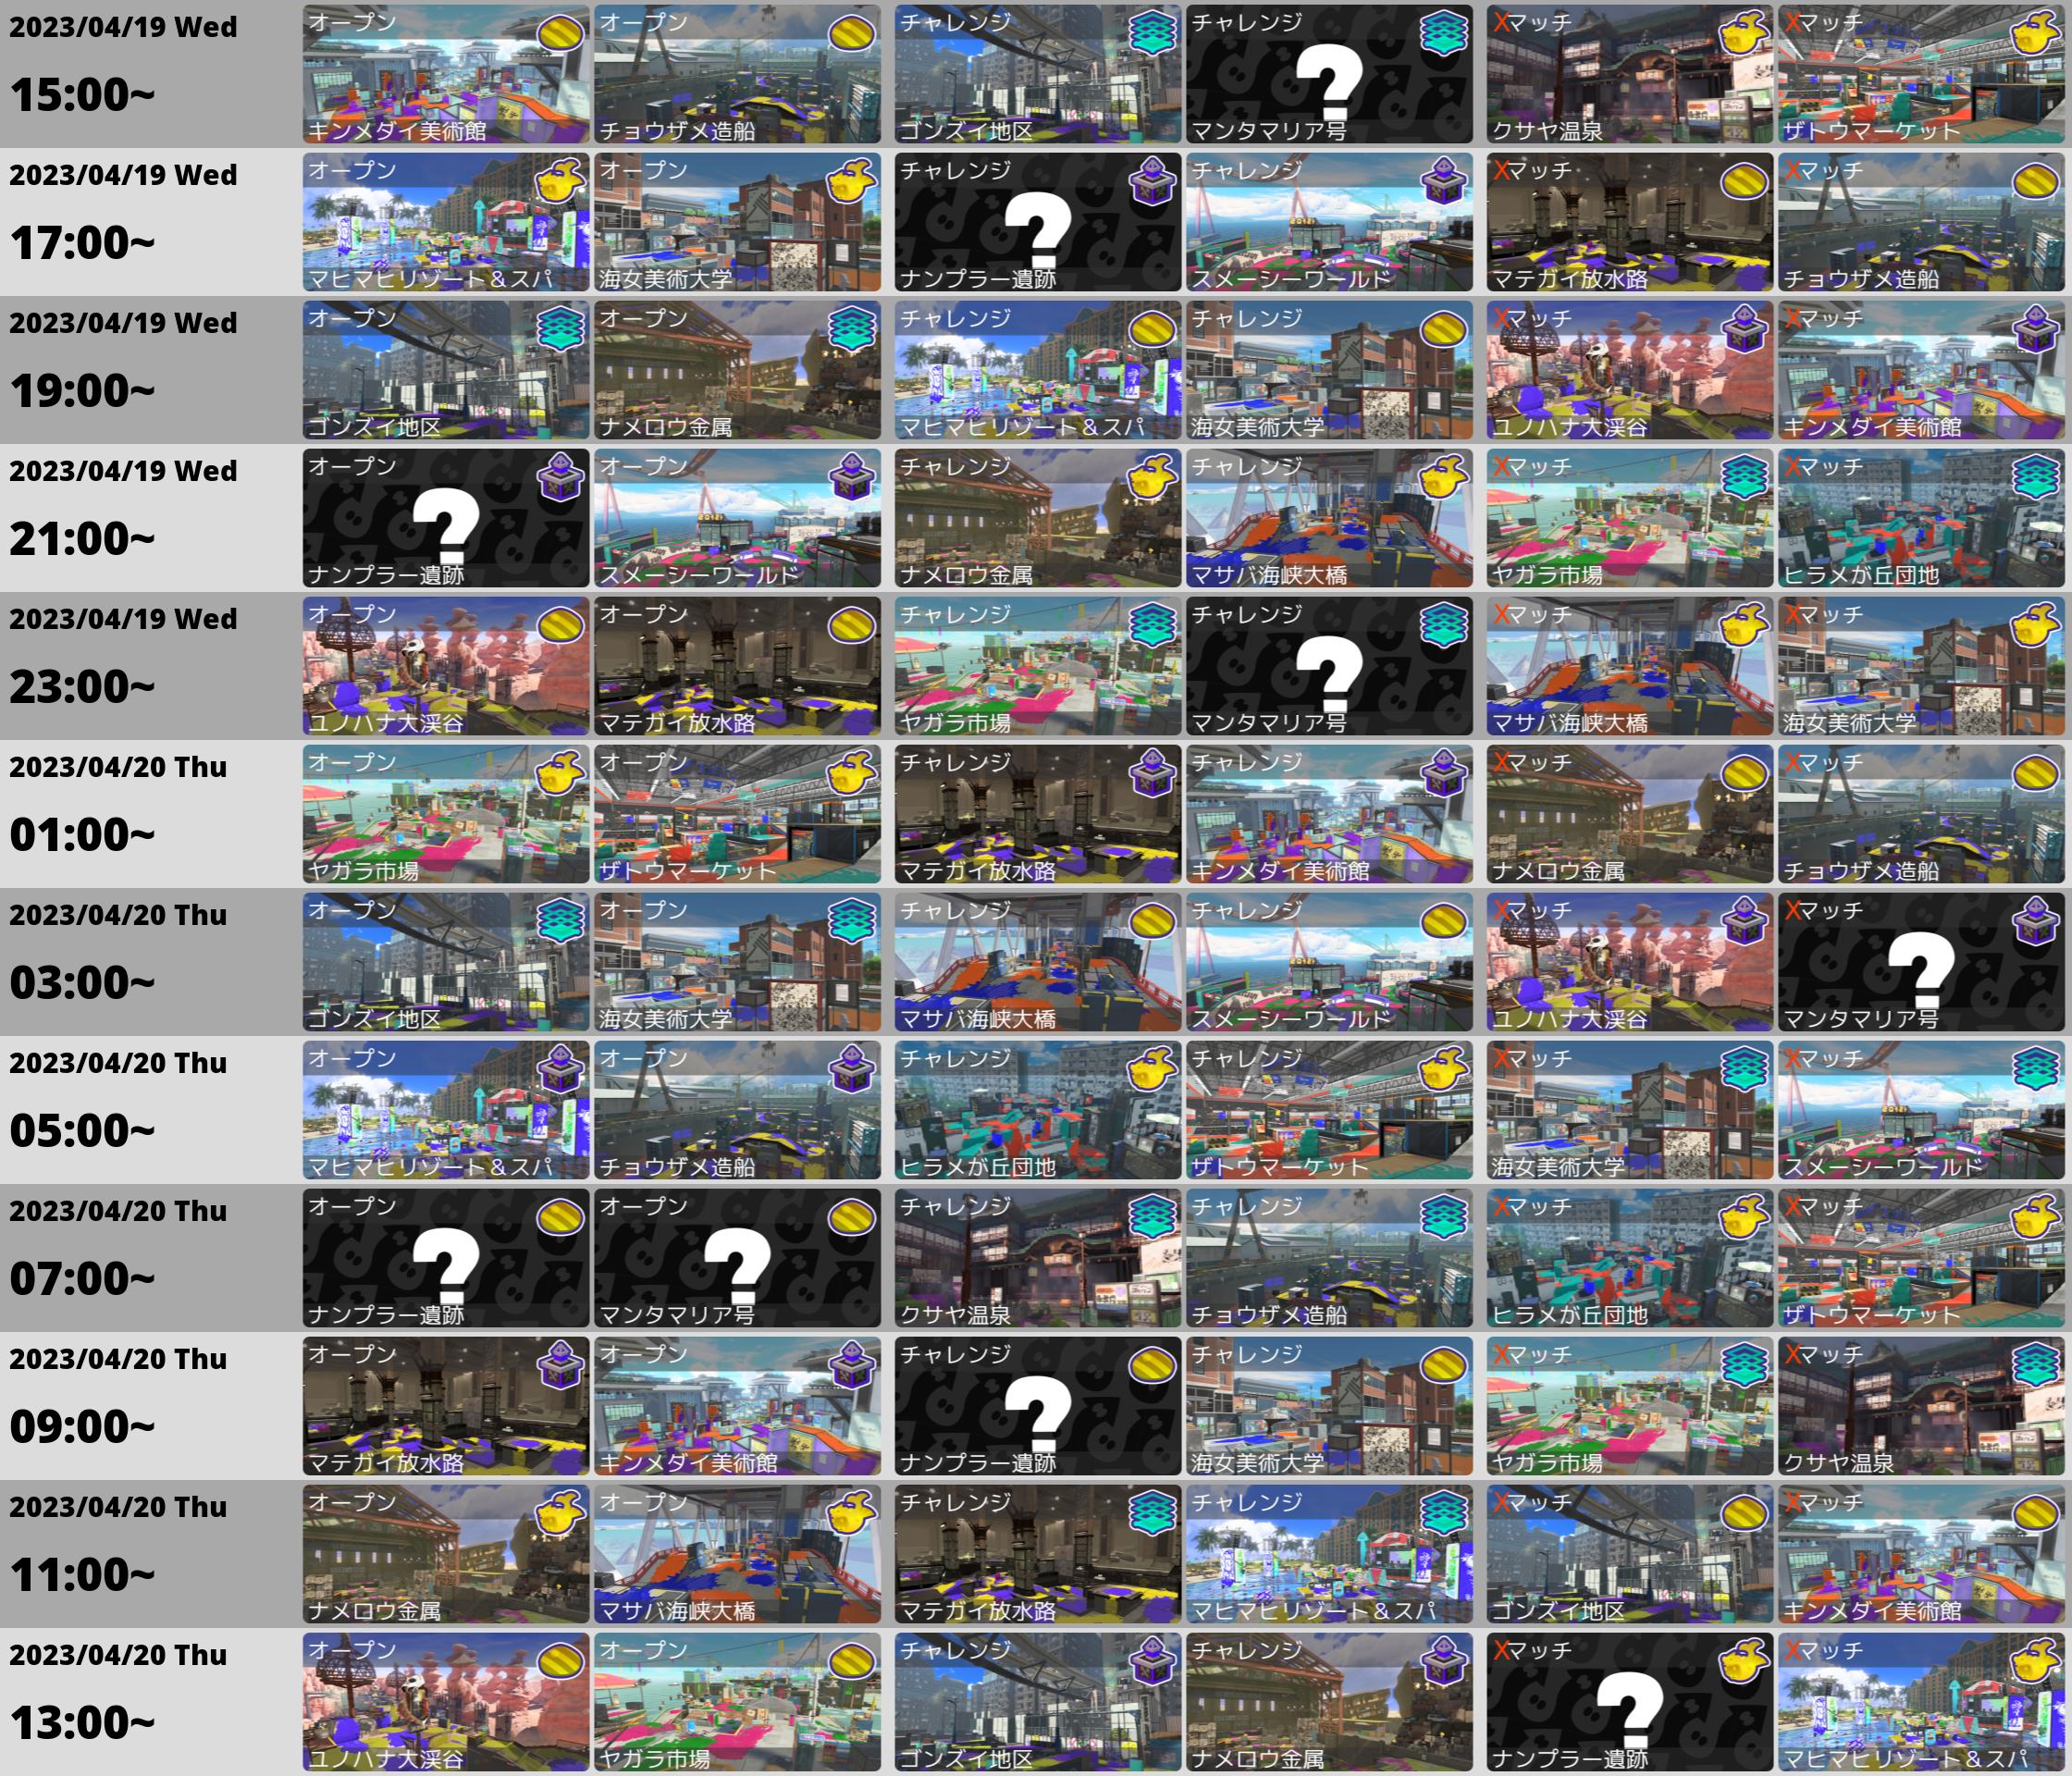 2023/04/19 Wed
15:00~
オープン
キンメダイ美術館
オープン
チョウザメ造船
チャレンジ
ゴンズイ地区
チャレンジ
マンタマリア号
Xマッチ
クサヤ温泉
Xマッチ
ザトウマーケット
2023/04/19 Wed
17:00~
オープン
マヒマヒリゾート&スパ
オープン
海女美術大学
チャレンジ
ナンプラー遺跡
チャレンジ
スメーシーワールド
Xマッチ
マテガイ放水路
Xマッチ
チョウザメ造船
2023/04/19 Wed
19:00~
オープン
ゴンズイ地区
オープン
ナメロウ金属
チャレンジ
マヒマヒリゾート&スパ
チャレンジ
海女美術大学
Xマッチ
ユノハナ大渓谷
Xマッチ
キンメダイ美術館
2023/04/19 Wed
21:00~
オープン
ナンプラー遺跡
オープン
スメーシーワールド
チャレンジ
ナメロウ金属
チャレンジ
マサバ海峡大橋
Xマッチ
ヤガラ市場
Xマッチ
ヒラメが丘団地
2023/04/19 Wed
23:00~
オープン
ユノハナ大渓谷
オープン
マテガイ放水路
チャレンジ
ヤガラ市場
チャレンジ
マンタマリア号
Xマッチ
マサバ海峡大橋
Xマッチ
海女美術大学
2023/04/20 Thu
01:00~
オープン
ヤガラ市場
オープン
ザトウマーケット
チャレンジ
マテガイ放水路
チャレンジ
キンメダイ美術館
Xマッチ
ナメロウ金属
Xマッチ
チョウザメ造船
2023/04/20 Thu
03:00~
オープン
ゴンズイ地区
オープン
海女美術大学
チャレンジ
マサバ海峡大橋
チャレンジ
スメーシーワールド
Xマッチ
ユノハナ大渓谷
Xマッチ
マンタマリア号
2023/04/20 Thu
05:00~
オープン
マヒマヒリゾート&スパ
オープン
チョウザメ造船
チャレンジ
ヒラメが丘団地
チャレンジ
ザトウマーケット
Xマッチ
海女美術大学
Xマッチ
スメーシーワールド
2023/04/20 Thu
07:00~
オープン
ナンプラー遺跡
オープン
マンタマリア号
チャレンジ
クサヤ温泉
チャレンジ
チョウザメ造船
Xマッチ
ヒラメが丘団地
Xマッチ
ザトウマーケット
2023/04/20 Thu
09:00~
オープン
マテガイ放水路
オープン
キンメダイ美術館
チャレンジ
ナンプラー遺跡
チャレンジ
海女美術大学
Xマッチ
ヤガラ市場
Xマッチ
クサヤ温泉
2023/04/20 Thu
11:00~
オープン
ナメロウ金属
オープン
マサバ海峡大橋
チャレンジ
マテガイ放水路
チャレンジ
マヒマヒリゾート&スパ
Xマッチ
ゴンズイ地区
Xマッチ
キンメダイ美術館
2023/04/20 Thu
13:00~
オープン
ユノハナ大渓谷
オープン
ヤガラ市場
チャレンジ
ゴンズイ地区
チャレンジ
ナメロウ金属
Xマッチ
ナンプラー遺跡
Xマッチ
マヒマヒリゾート&スパ